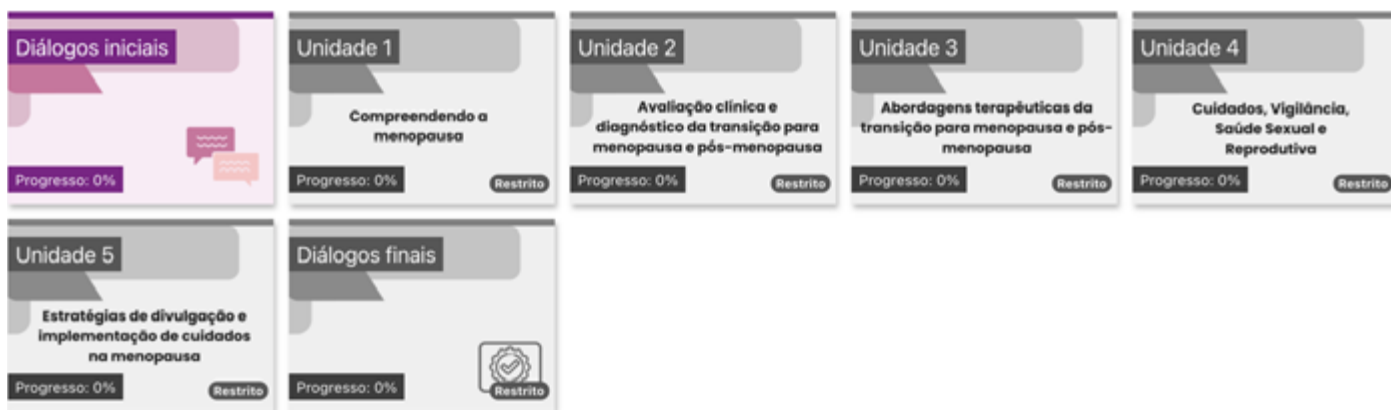 Diálogos iniciais
Progresso: 0%
Unidade 1
Compreendendo a
menopausa
Progresso: 0%
Restrito
Unidade 2
Avaliação clínica e
diagnóstico da transição para
menopausa e pós-menopausa
Progresso: 0%
Restrito
Unidade 3
Abordagens terapêuticas da
transição para menopausa e pós-
menopausa
Progresso: 0%
Restrito
Unidade 4
Cuidados, Vigilância,
Saúde Sexual e
Reprodutiva
Progresso: 0%
Restrito
Unidade 5
Estratégias de divulgação e
implementação de cuidados
na menopausa
Progresso: 0%
Restrito
Diálogos finais
Progresso: 0%
Restrito